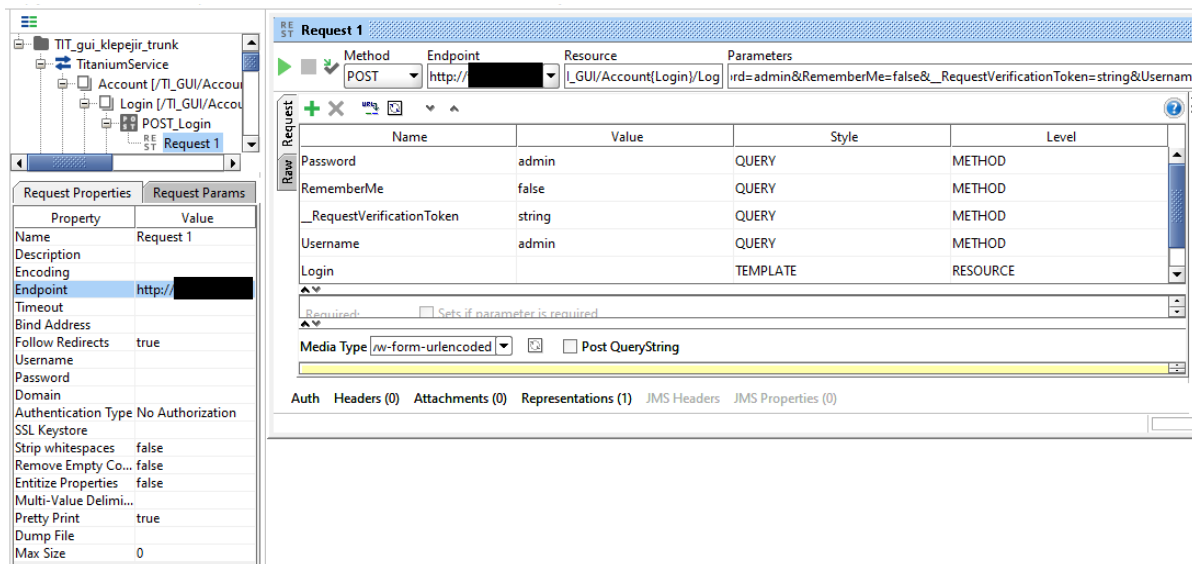 TIT_gui_klepejir_trunk
TitaniumService
Account [/TI_GUI/Accou
Login [/TI_GUI/Accou
POST_Login
REST Request 1
Request Properties Request Params
Property Value
Name Request 1
Description
Encoding
Endpoint http://
Timeout
Bind Address
Follow Redirects true
Username
Password
Domain
Authentication Type No Authorization
SSL Keystore
Strip whitespaces false
Remove Empty Co... false
Entitize Properties false
Multi-Value Delimi...
Pretty Print true
Dump File
Max Size 0
REST Request 1
Method Endpoint Resource Parameters
POST http:// I_GUI/Account{Login}/Log ord=admin&RememberMe=false&__RequestVerificationToken=string&Usernam
Request
Raw
Name Value Style Level
Password admin QUERY METHOD
RememberMe false QUERY METHOD
__RequestVerificationToken string QUERY METHOD
Username admin QUERY METHOD
Login TEMPLATE RESOURCE
Required: Sets if parameter is required
Media Type /w-form-urlencoded Post QueryString
Auth Headers (0) Attachments (0) Representations (1) JMS Headers JMS Properties (0)